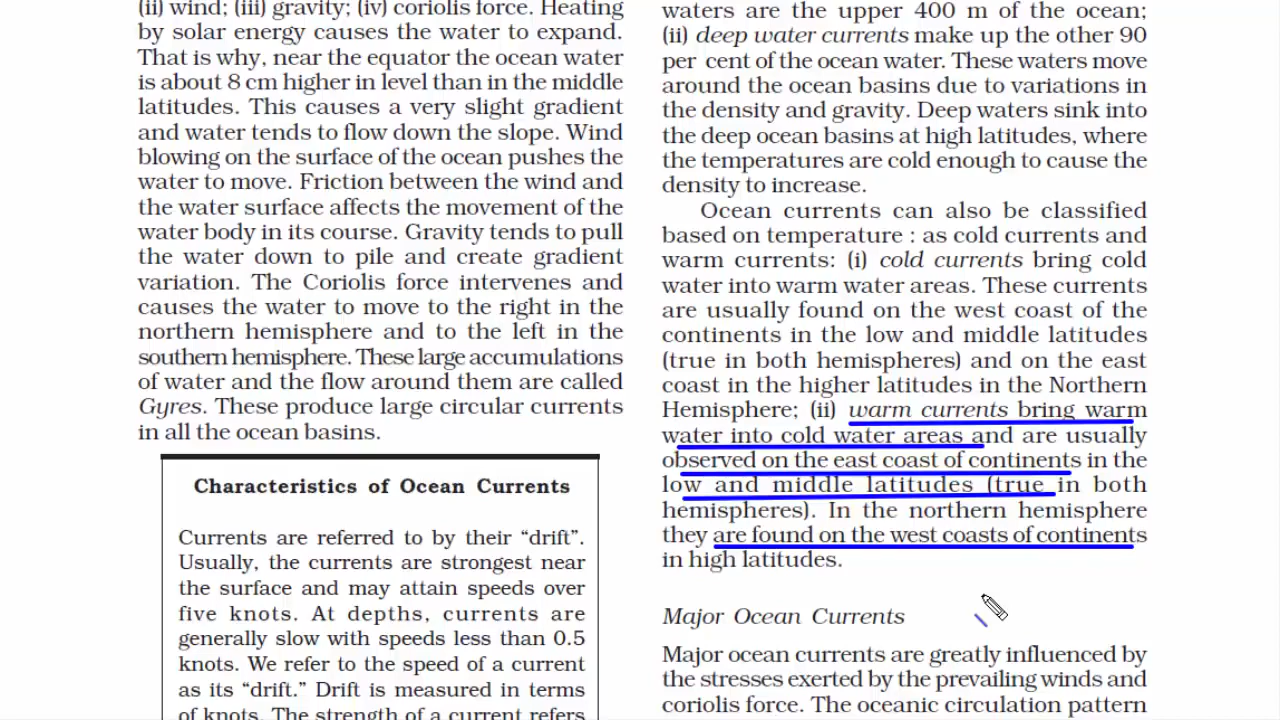 (ii) wind; (iii) gravity; (iv) coriolis force. Heating
by solar energy causes the water to expand.
That is why, near the equator the ocean water
is about 8 cm higher in level than in the middle
latitudes. This causes a very slight gradient
and water tends to flow down the slope. Wind
blowing on the surface of the ocean pushes the
water to move. Friction between the wind and
the water surface affects the movement of the
water body in its course. Gravity tends to pull
the water down to pile and create gradient
variation. The Coriolis force intervenes and
causes the water to move to the right in the
northern hemisphere and to the left in the
southern hemisphere. These large accumulations
of water and the flow around them are called
Gyres. These produce large circular currents
in all the ocean basins.
Characteristics of Ocean Currents
Currents are referred to by their “drift”.
Usually, the currents are strongest near
the surface and may attain speeds over
five knots. At depths, currents are
generally slow with speeds less than 0.5
knots. We refer to the speed of a current
as its “drift.” Drift is measured in terms
of knots. The strength of a current refers
waters are the upper 400 m of the ocean;
(ii) deep water currents make up the other 90
per cent of the ocean water. These waters move
around the ocean basins due to variations in
the density and gravity. Deep waters sink into
the deep ocean basins at high latitudes, where
the temperatures are cold enough to cause the
density to increase.
Ocean currents can also be classified
based on temperature : as cold currents and
warm currents: (i) cold currents bring cold
water into warm water areas. These currents
are usually found on the west coast of the
continents in the low and middle latitudes
(true in both hemispheres) and on the east
coast in the higher latitudes in the Northern
Hemisphere; (ii) warm currents bring warm
water into cold water areas and are usually
observed on the east coast of continents in the
low and middle latitudes (true in both
hemispheres). In the northern hemisphere
they are found on the west coasts of continents
in high latitudes.
Major Ocean Currents
Major ocean currents are greatly influenced by
the stresses exerted by the prevailing winds and
coriolis force. The oceanic circulation pattern